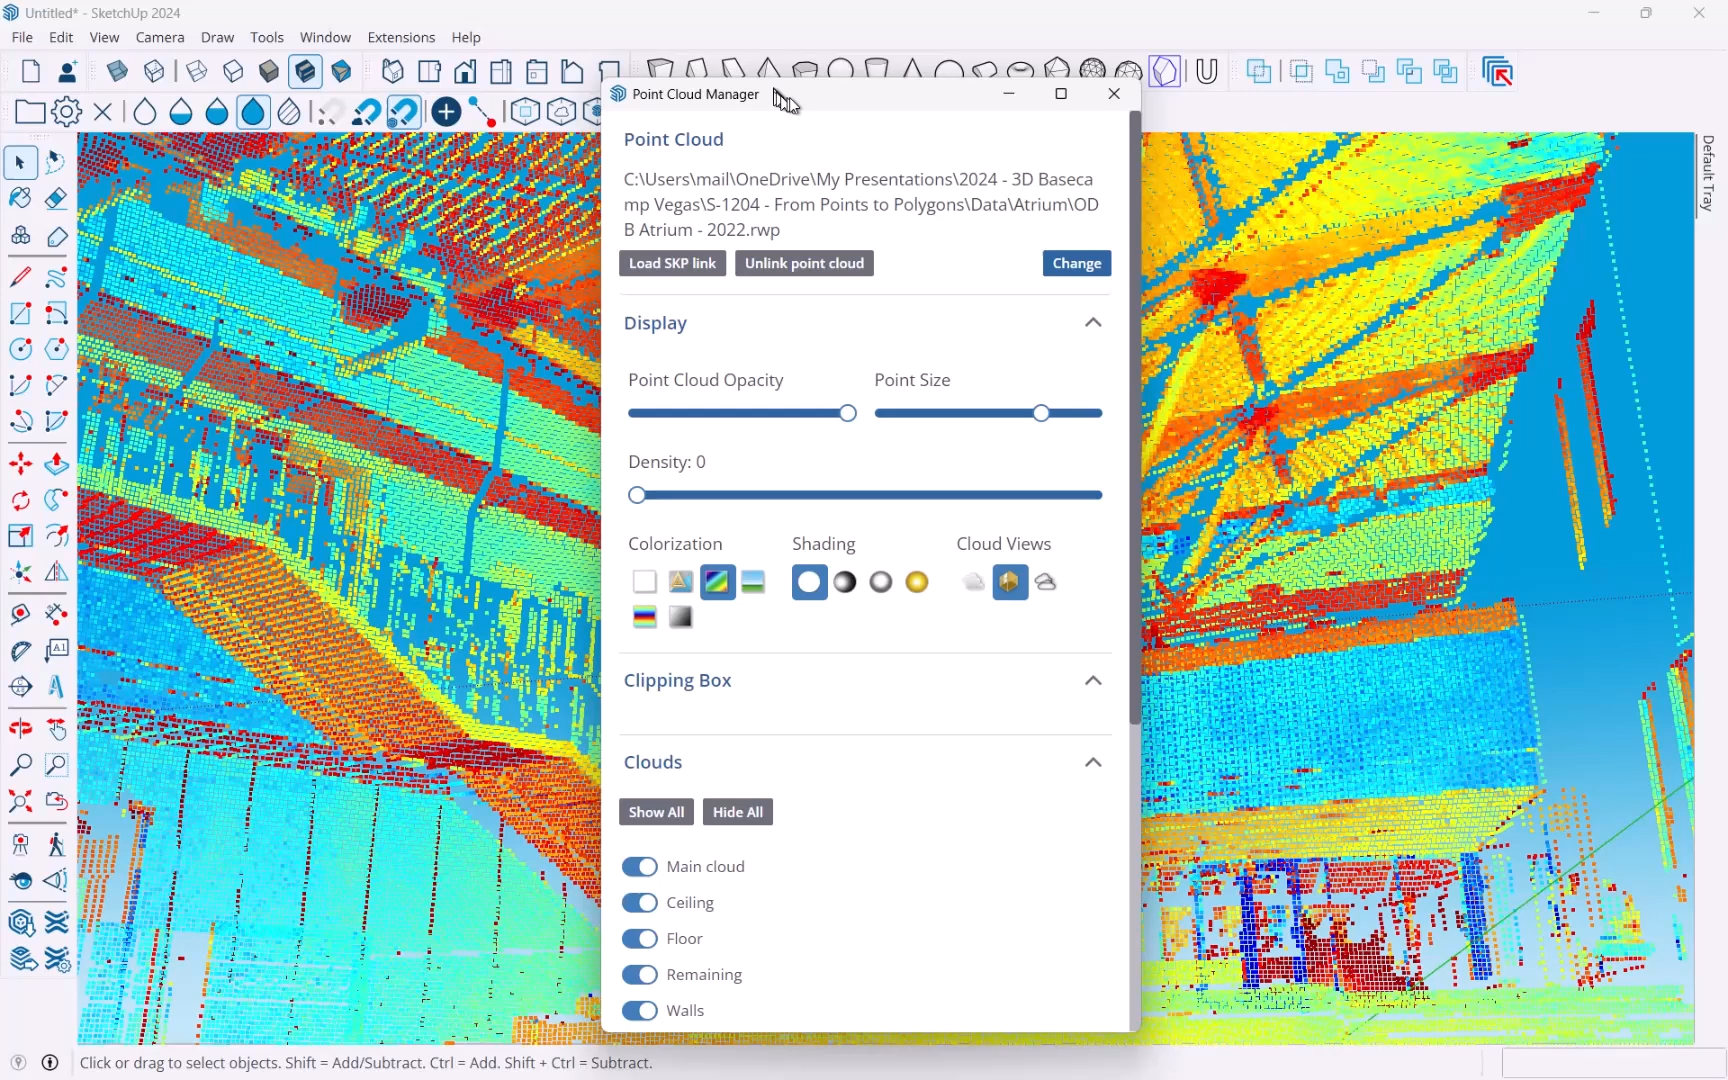 Untitled* - SketchUp 2024
File Edit View Camera Draw Tools Window Extensions Help
Point Cloud Manager
Point Cloud
C:\Users\mail\OneDrive\My Presentations\2024 - 3D Baseca
mp Vegas\S-1204 - From Points to Polygons\Data\Atrium\OD
B Atrium - 2022.rwp
Load SKP link Unlink point cloud Change
Display
Point Cloud Opacity Point Size
Density: 0
Colorization Shading Cloud Views
Clipping Box
Clouds
Show All Hide All
Main cloud
Ceiling
Floor
Remaining
Walls
Default Tray
Click or drag to select objects. Shift = Add/Subtract. Ctrl = Add. Shift + Ctrl = Subtract.